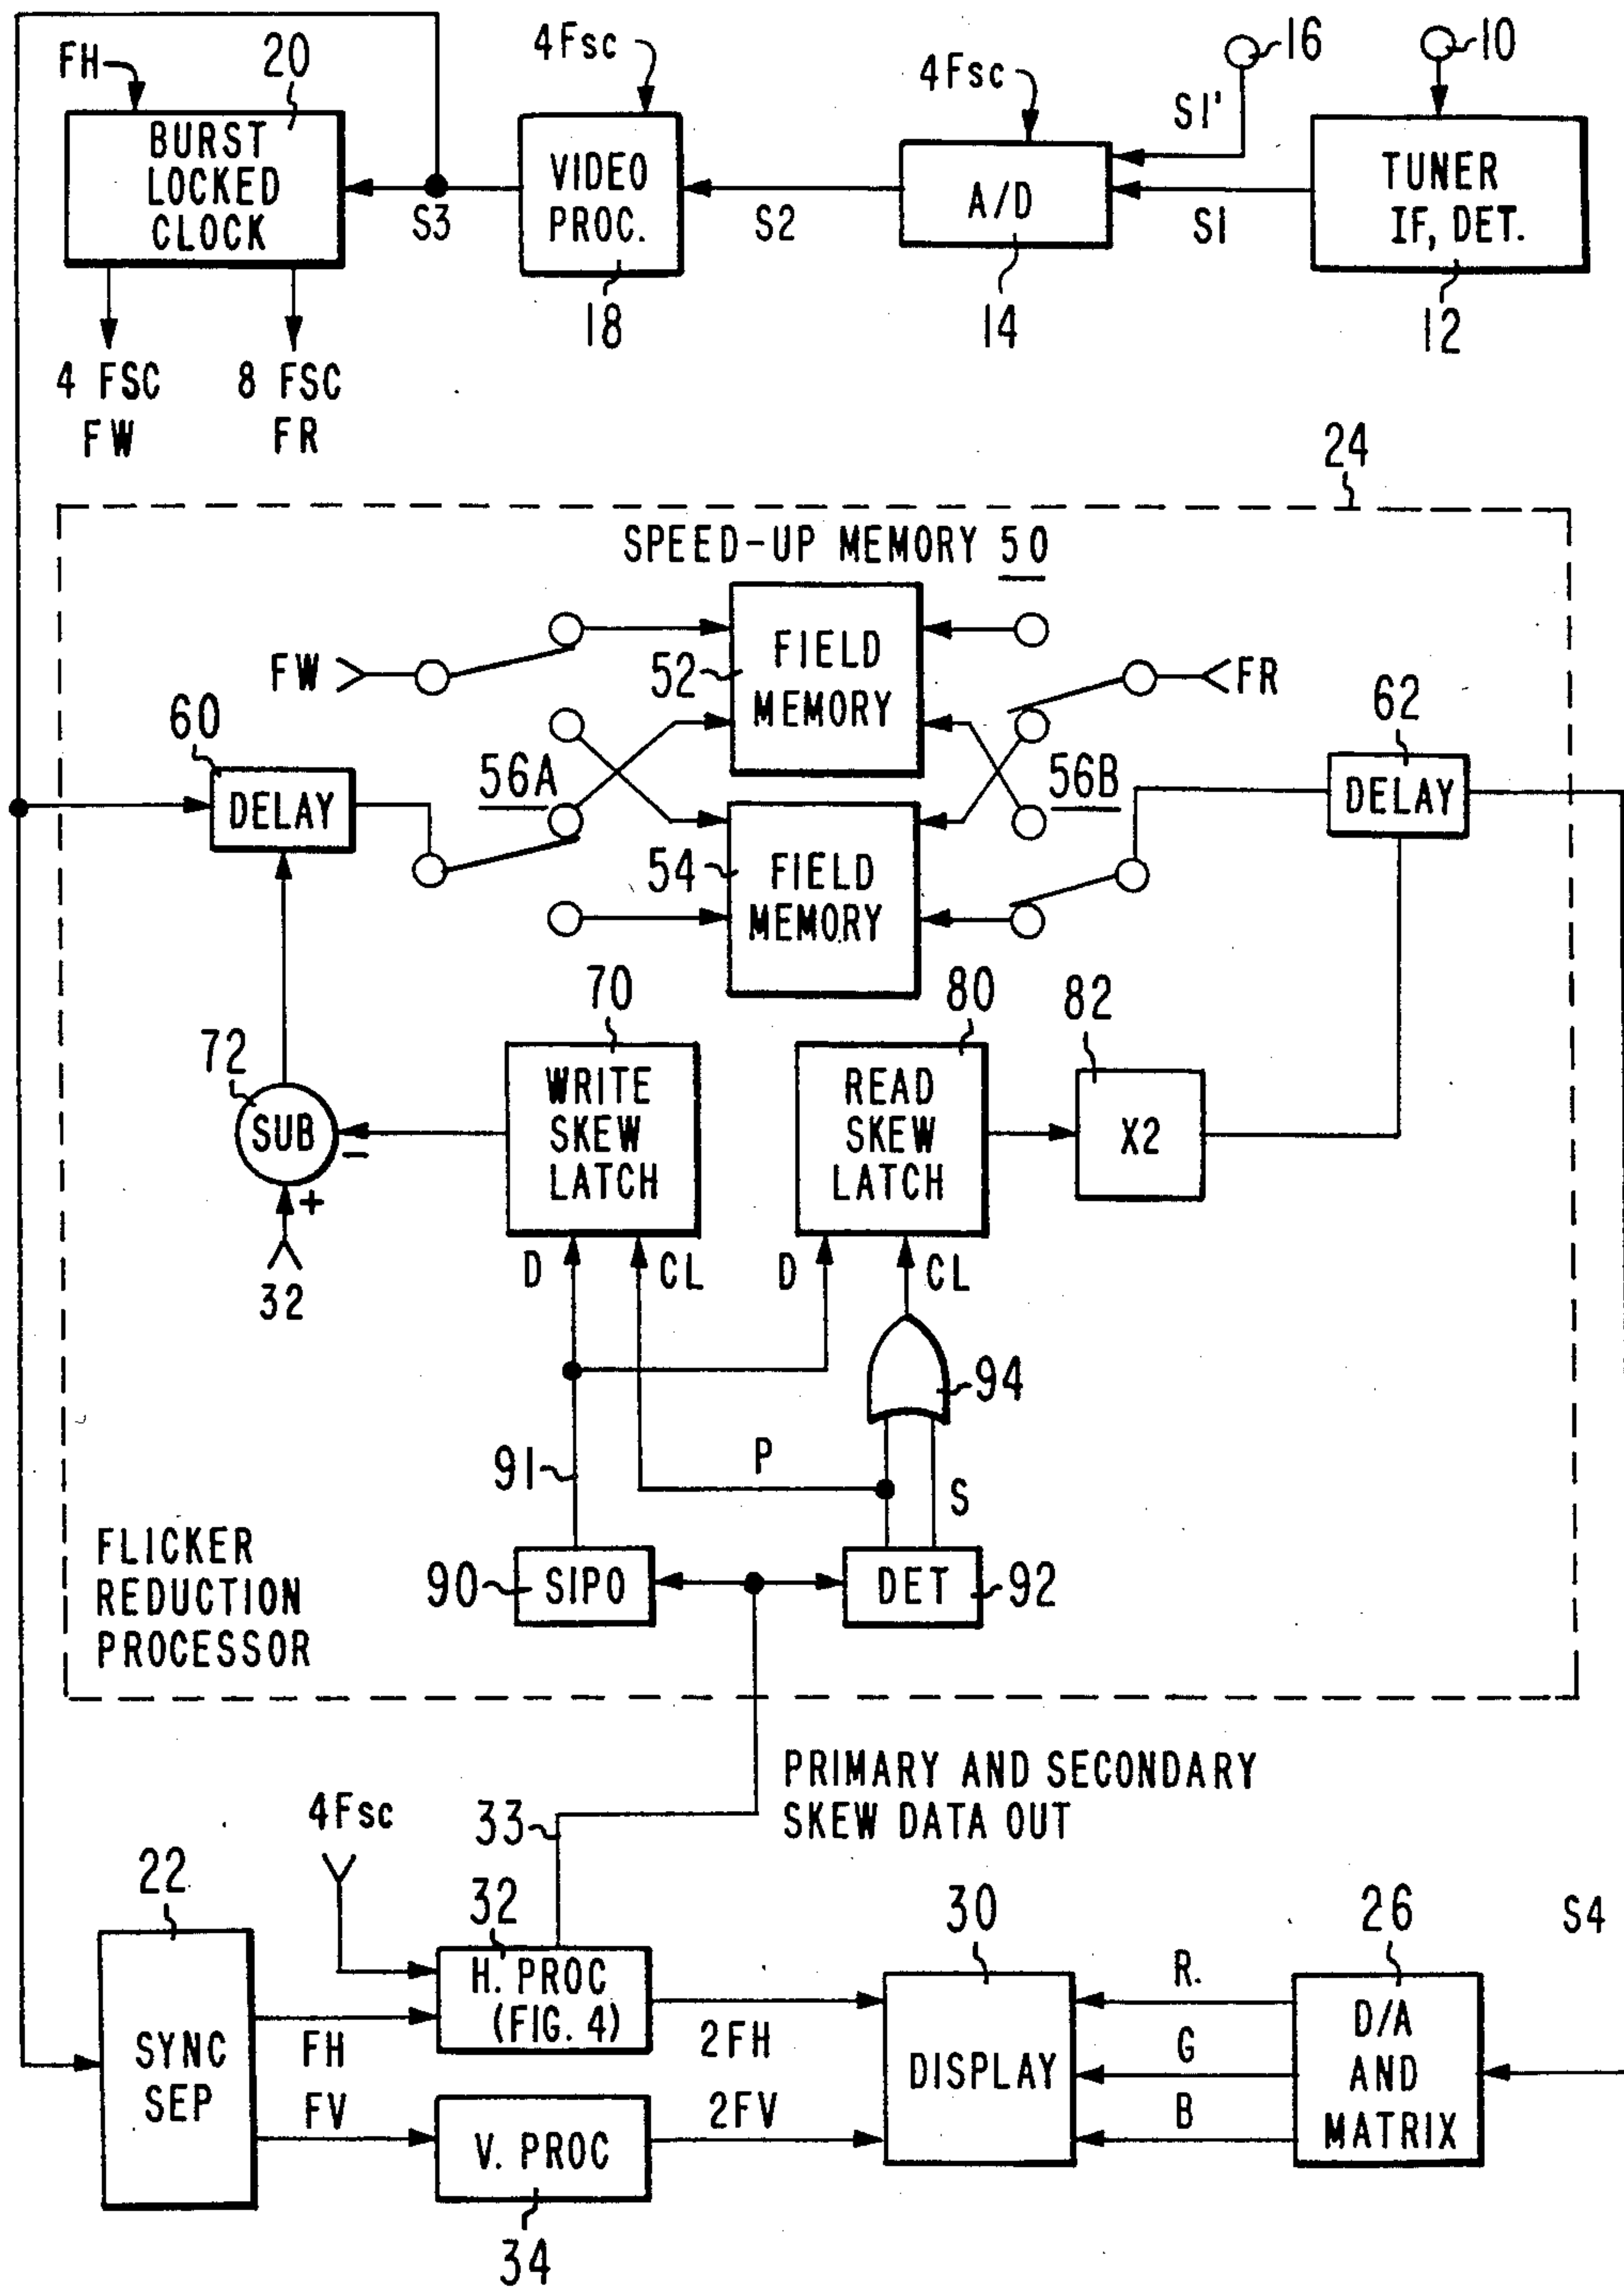 FH
20
4Fsc
4Fsc
16
10
S1'
BURST
LOCKED
CLOCK
S3
VIDEO
PROC.
S2
A/D
S1
TUNER
IF, DET.
18
14
12
4 FSC
FW
8 FSC
FR
24
SPEED-UP MEMORY 50
FW
52
FIELD
MEMORY
FR
60
62
56A
56B
DELAY
DELAY
54
FIELD
MEMORY
70
80
82
72
SUB
-
+
32
WRITE
SKEW
LATCH
READ
SKEW
LATCH
X2
D
CL
D
CL
94
91
P
S
FLICKER
REDUCTION
PROCESSOR
90
SIPO
DET
92
PRIMARY AND SECONDARY
SKEW DATA OUT
4Fsc
33
22
32
30
26
S4
SYNC
SEP
H. PROC
(FIG. 4)
FH
FV
2FH
2FV
V. PROC
34
DISPLAY
R.
G
B
D/A
AND
MATRIX